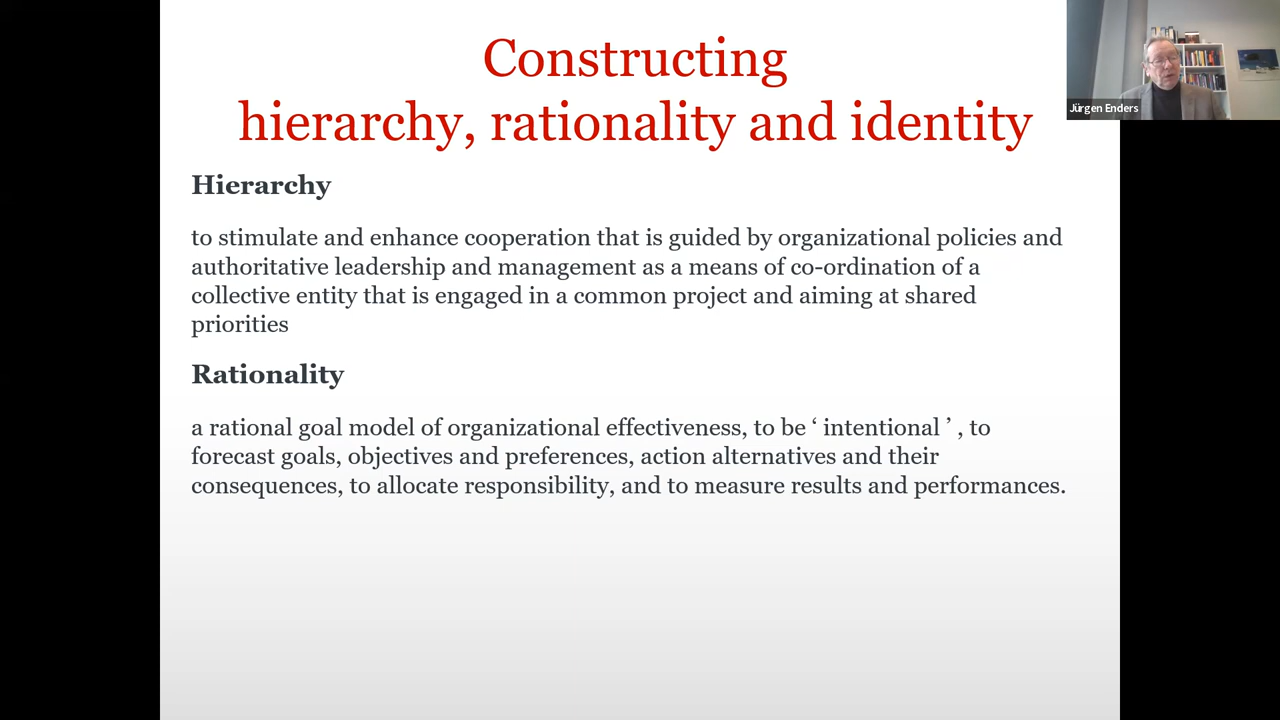 Constructing
hierarchy, rationality and identity
Jürgen Enders
Hierarchy
to stimulate and enhance cooperation that is guided by organizational policies and
authoritative leadership and management as a means of co-ordination of a
collective entity that is engaged in a common project and aiming at shared
priorities
Rationality
a rational goal model of organizational effectiveness, to be ‘ intentional ’ , to
forecast goals, objectives and preferences, action alternatives and their
consequences, to allocate responsibility, and to measure results and performances.